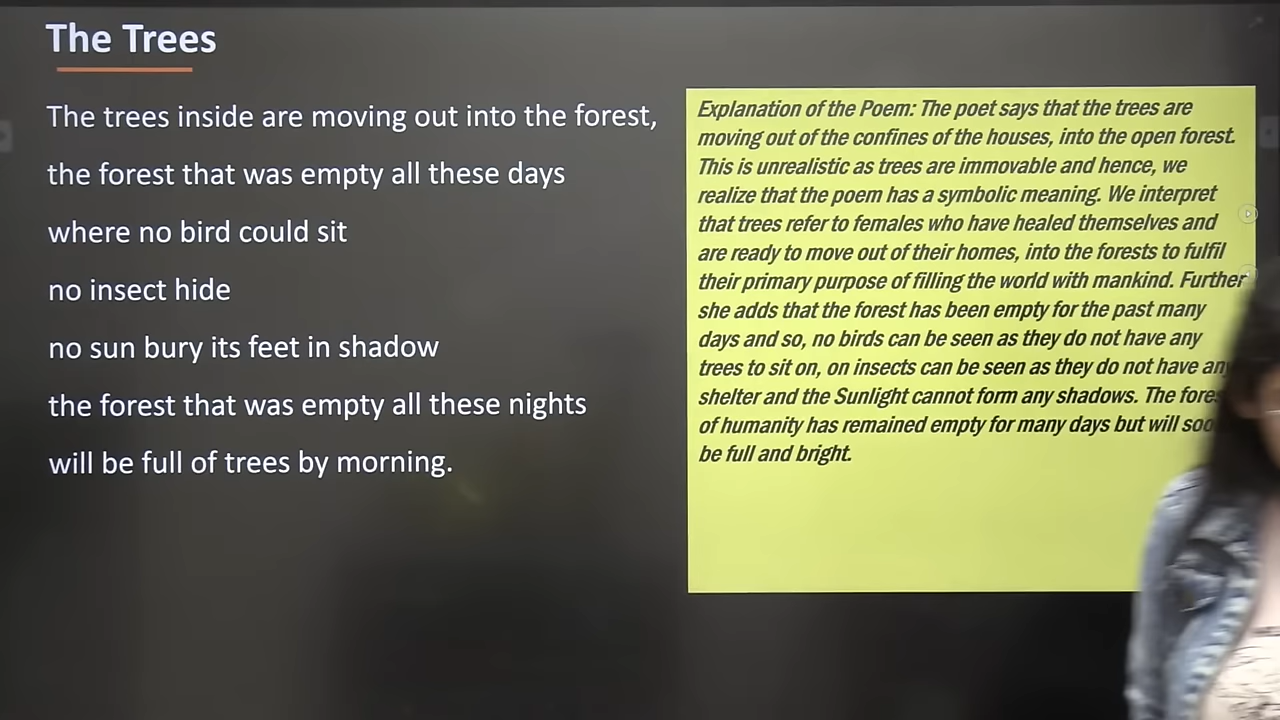 The Trees
The trees inside are moving out into the forest,
the forest that was empty all these days
where no bird could sit
no insect hide
no sun bury its feet in shadow
the forest that was empty all these nights
will be full of trees by morning.
Explanation of the Poem: The poet says that the trees are
moving out of the confines of the houses, into the open forest.
This is unrealistic as trees are immovable and hence, we
realize that the poem has a symbolic meaning. We interpret
that trees refer to females who have healed themselves and
are ready to move out of their homes, into the forests to fulfil
their primary purpose of filling the world with mankind. Further
she adds that the forest has been empty for the past many
days and so, no birds can be seen as they do not have any
trees to sit on, on insects can be seen as they do not have any
shelter and the Sunlight cannot form any shadows. The
of humanity has remained empty for many days but will
be full and bright.